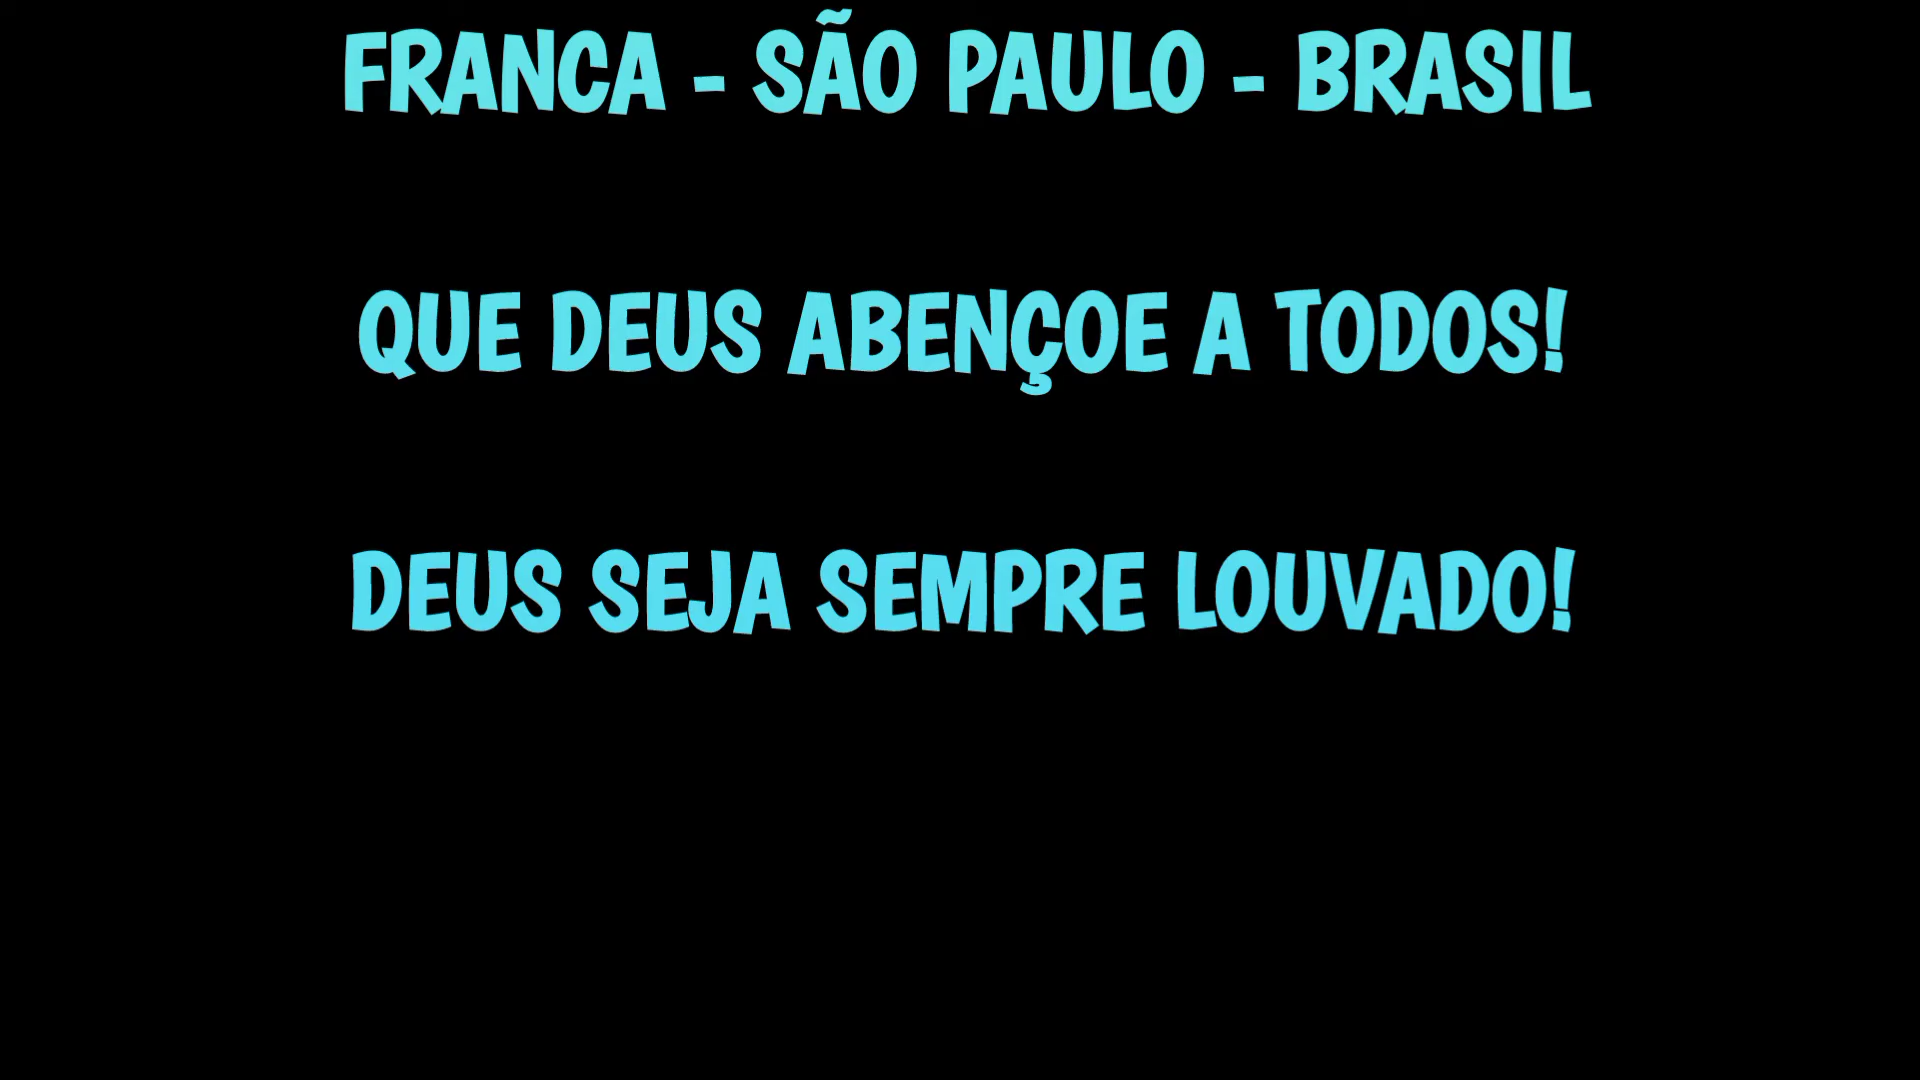 FRANCA - SÃO PAULO - BRASIL
QUE DEUS ABENÇOE A TODOS!
DEUS SEJA SEMPRE LOUVADO!